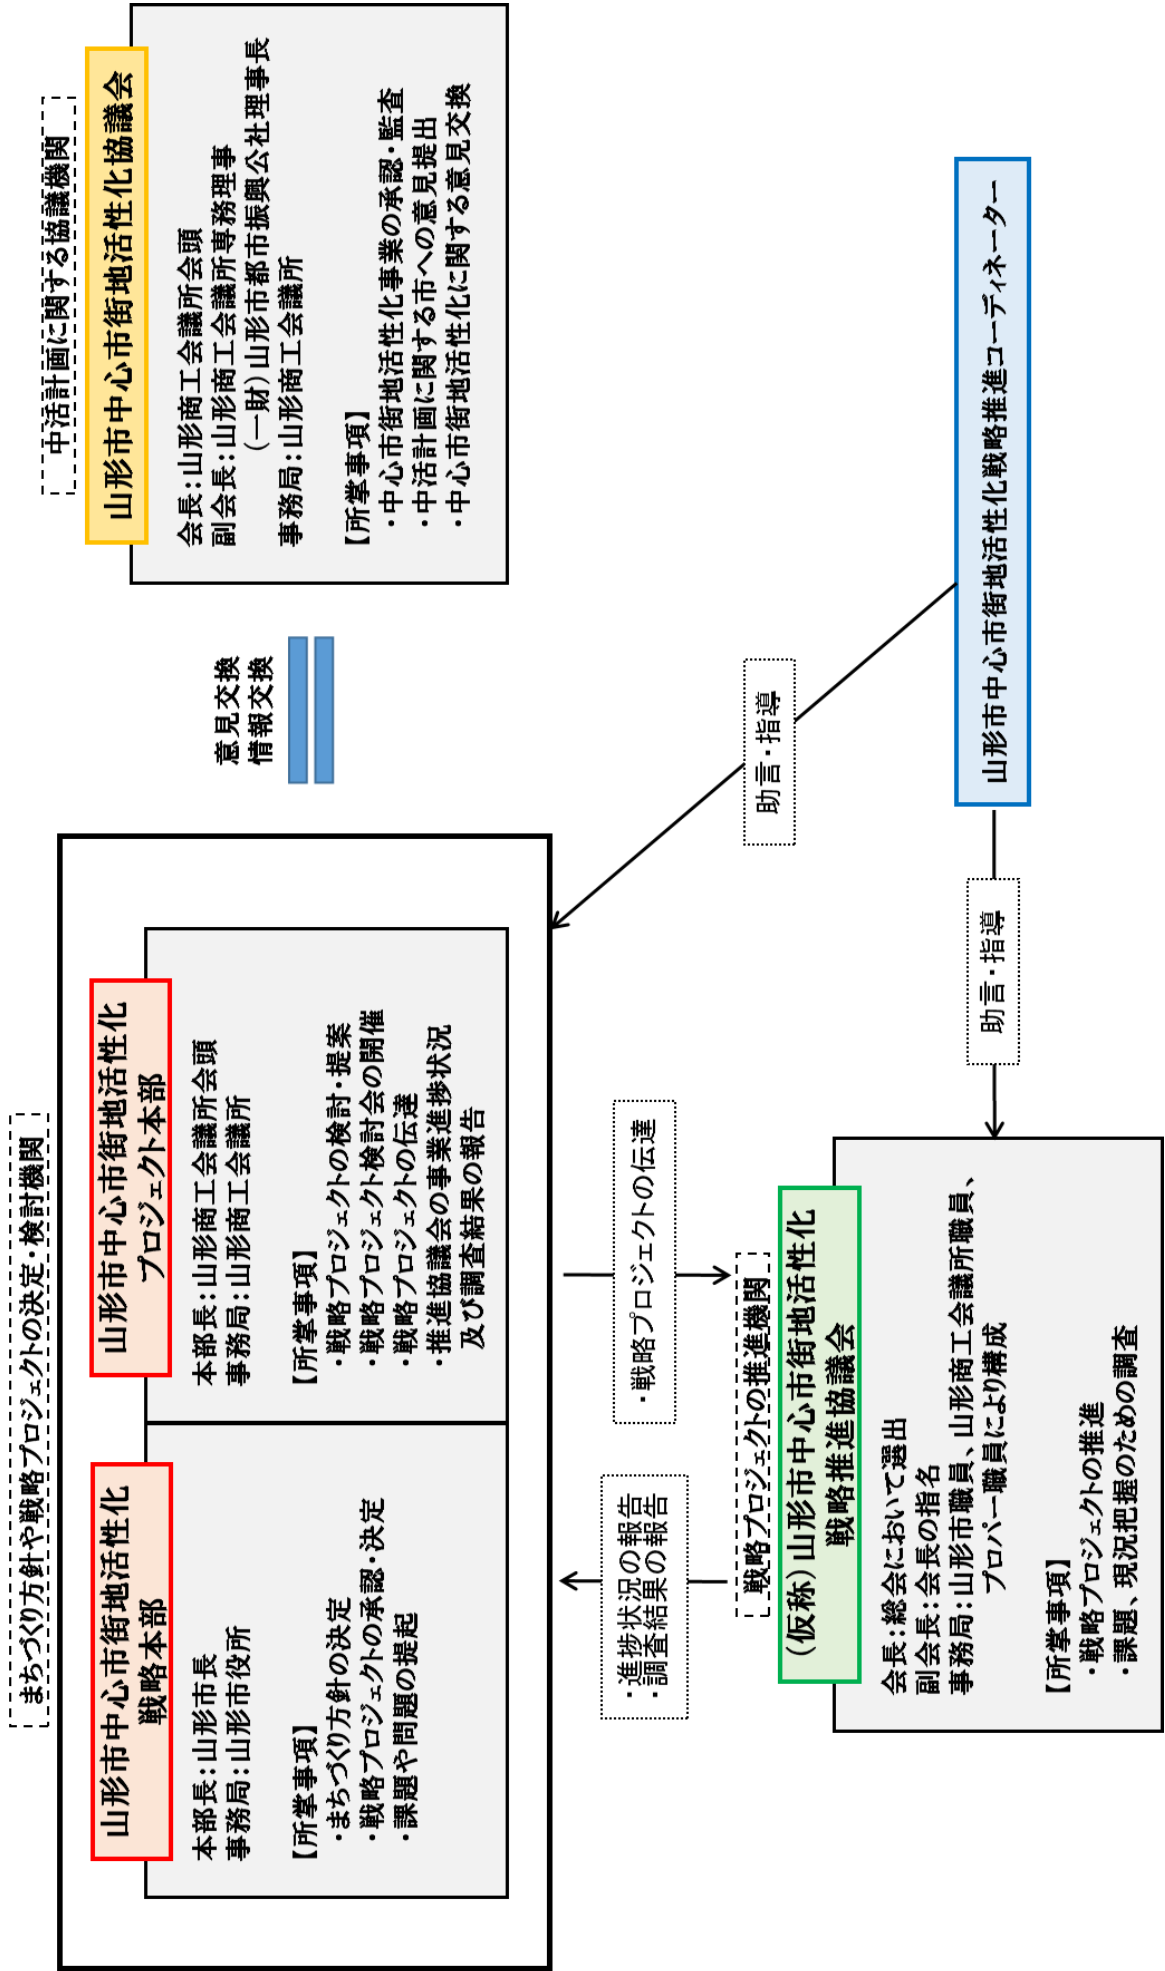 まちづくり方針や戦略プロジェクトの決定・検討機関
山形市中心市街地活性化
戦略本部
本部長：山形市長
事務局：山形市役所
【所掌事項】
・まちづくり方針の決定
・戦略プロジェクトの承認・決定
・課題や問題の提起
山形市中心市街地活性化
プロジェクト本部
本部長：山形商工会議所会頭
事務局：山形商工会議所
【所掌事項】
・戦略プロジェクトの検討・提案
・戦略プロジェクト検討会の開催
・戦略プロジェクトの伝達
・推進協議会の事業進捗状況
及び調査結果の報告
意見交換
情報交換
中活計画に関する協議機関
山形市中心市街地活性化協議会
会長：山形商工会議所会頭
副会長：山形商工会議所専務理事
（一財）山形市都市振興公社理事長
事務局：山形商工会議所
【所掌事項】
・中心市街地活性化事業の承認・監査
・中活計画に関する市への意見提出
・中心市街地活性化に関する意見交換
・進捗状況の報告
・調査結果の報告
・戦略プロジェクトの伝達
助言・指導
戦略プロジェクトの推進機関
（仮称）山形市中心市街地活性化
戦略推進協議会
会長：総会において選出
副会長：会長の指名
事務局：山形市職員、山形商工会議所職員、
プロパー職員により構成
【所掌事項】
・戦略プロジェクトの推進
・課題、現況把握のための調査
助言・指導
山形市中心市街地活性化戦略推進コーディネーター